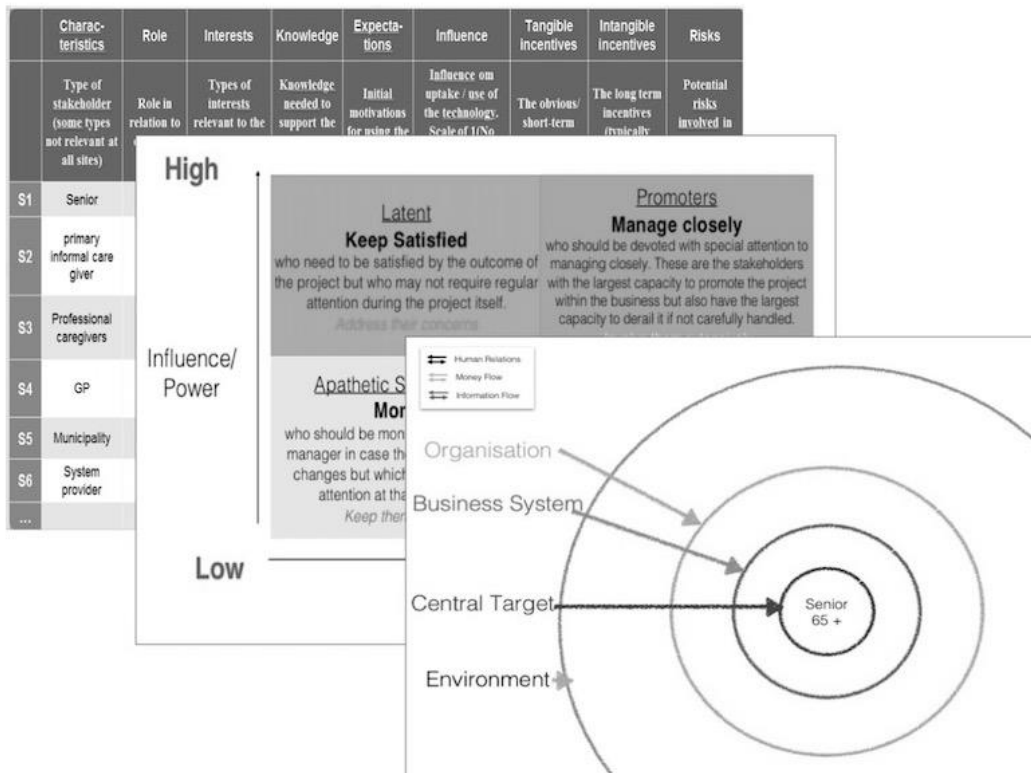 Charac-
teristics
Role
Interests
Knowledge
Expecta-
tions
Influence
Tangible
incentives
Intangible
incentives
Risks
Type of
stakeholder
(some types
not relevant at
all sites)
Role in
relation to
Types of
interests
relevant to the
Knowledge
needed to
support the
Initial
motivations
for using the
Influence om
uptake / use of
the technology.
Scale of 1(No
The obvious/
short-term
The long term
incentives
(typically
Potential
risks
involved in
S1
Senior
S2
primary
informal care
giver
S3
Professional
caregivers
S4
GP
S5
Municipality
S6
System
provider
...
High
Influence/
Power
Low
Latent
Keep Satisfied
who need to be satisfied by the outcome of
the project but who may not require regular
attention during the project itself.
Address their concerns
Promoters
Manage closely
who should be devoted with special attention to
managing closely. These are the stakeholders
with the largest capacity to promote the project
within the business but also have the largest
capacity to derail it if not carefully handled.
Apathetic S
Mon
who should be mon
manager in case the
changes but which
attention at tha
Keep ther
Human Relations
Money Flow
Information Flow
Organisation
Business System
Central Target
Environment
Senior
65 +